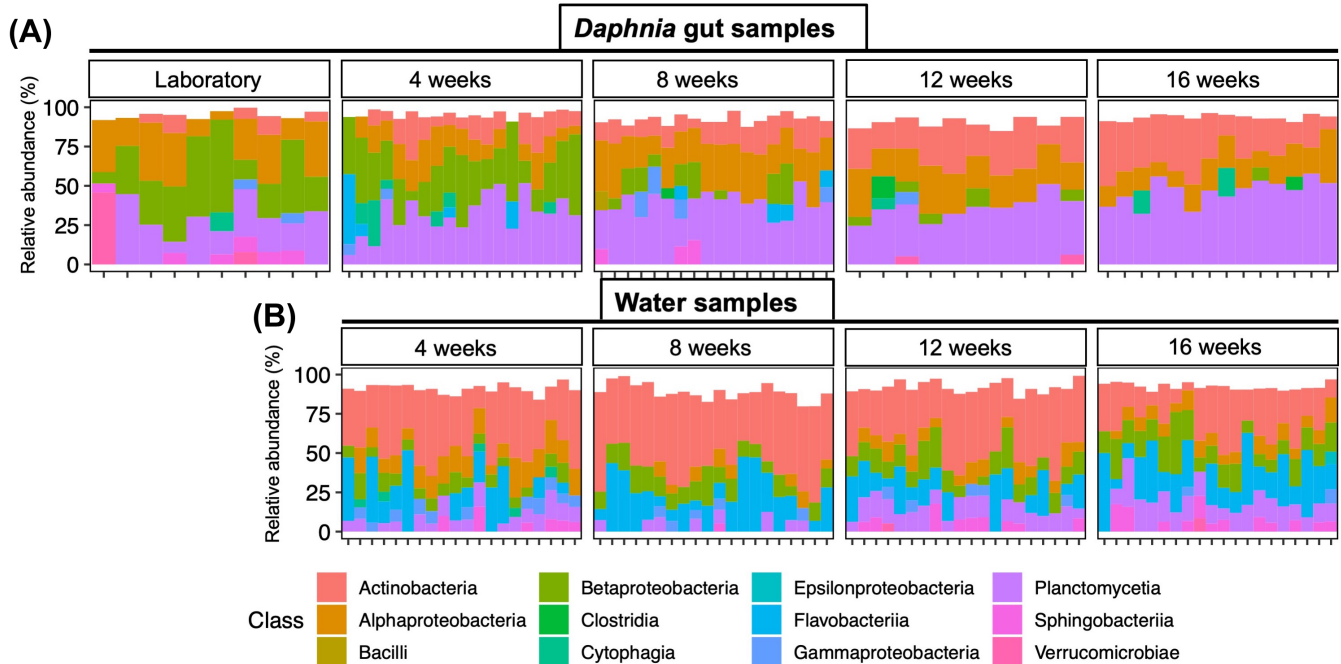 (A)
Daphnia gut samples
Laboratory 4 weeks 8 weeks 12 weeks 16 weeks
Relative abundance (%)
100
75
50
25
0
(B)
Water samples
4 weeks 8 weeks 12 weeks 16 weeks
Relative abundance (%)
100
75
50
25
0
Class
Actinobacteria Betaproteobacteria Epsilonproteobacteria Planctomycetia
Alphaproteobacteria Clostridia Flavobacteriia Sphingobacteriia
Bacilli Cytophagia Gammaproteobacteria Verrucomicrobiae